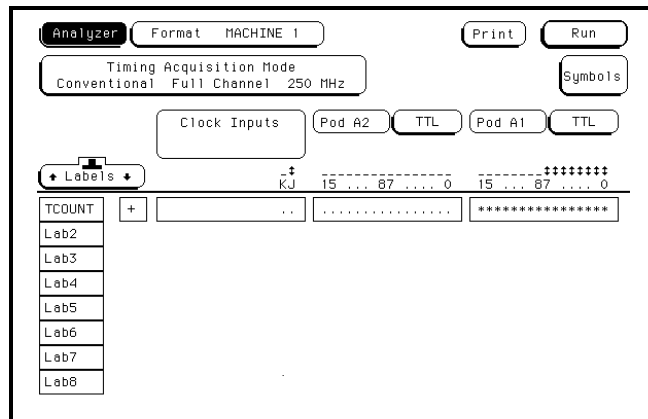 Analyzer Format MACHINE 1 Print Run
Timing Acquisition Mode
Conventional Full Channel 250 MHz
Symbols
Clock Inputs Pod A2 TTL Pod A1 TTL
↑ Labels ↓
-↕ ---------------- --------↕↕↕↕↕↕↕↕
KJ 15 ... 87 .... 0 15 ... 87 .... 0
TCOUNT + .. ................ ****************
Lab2
Lab3
Lab4
Lab5
Lab6
Lab7
Lab8